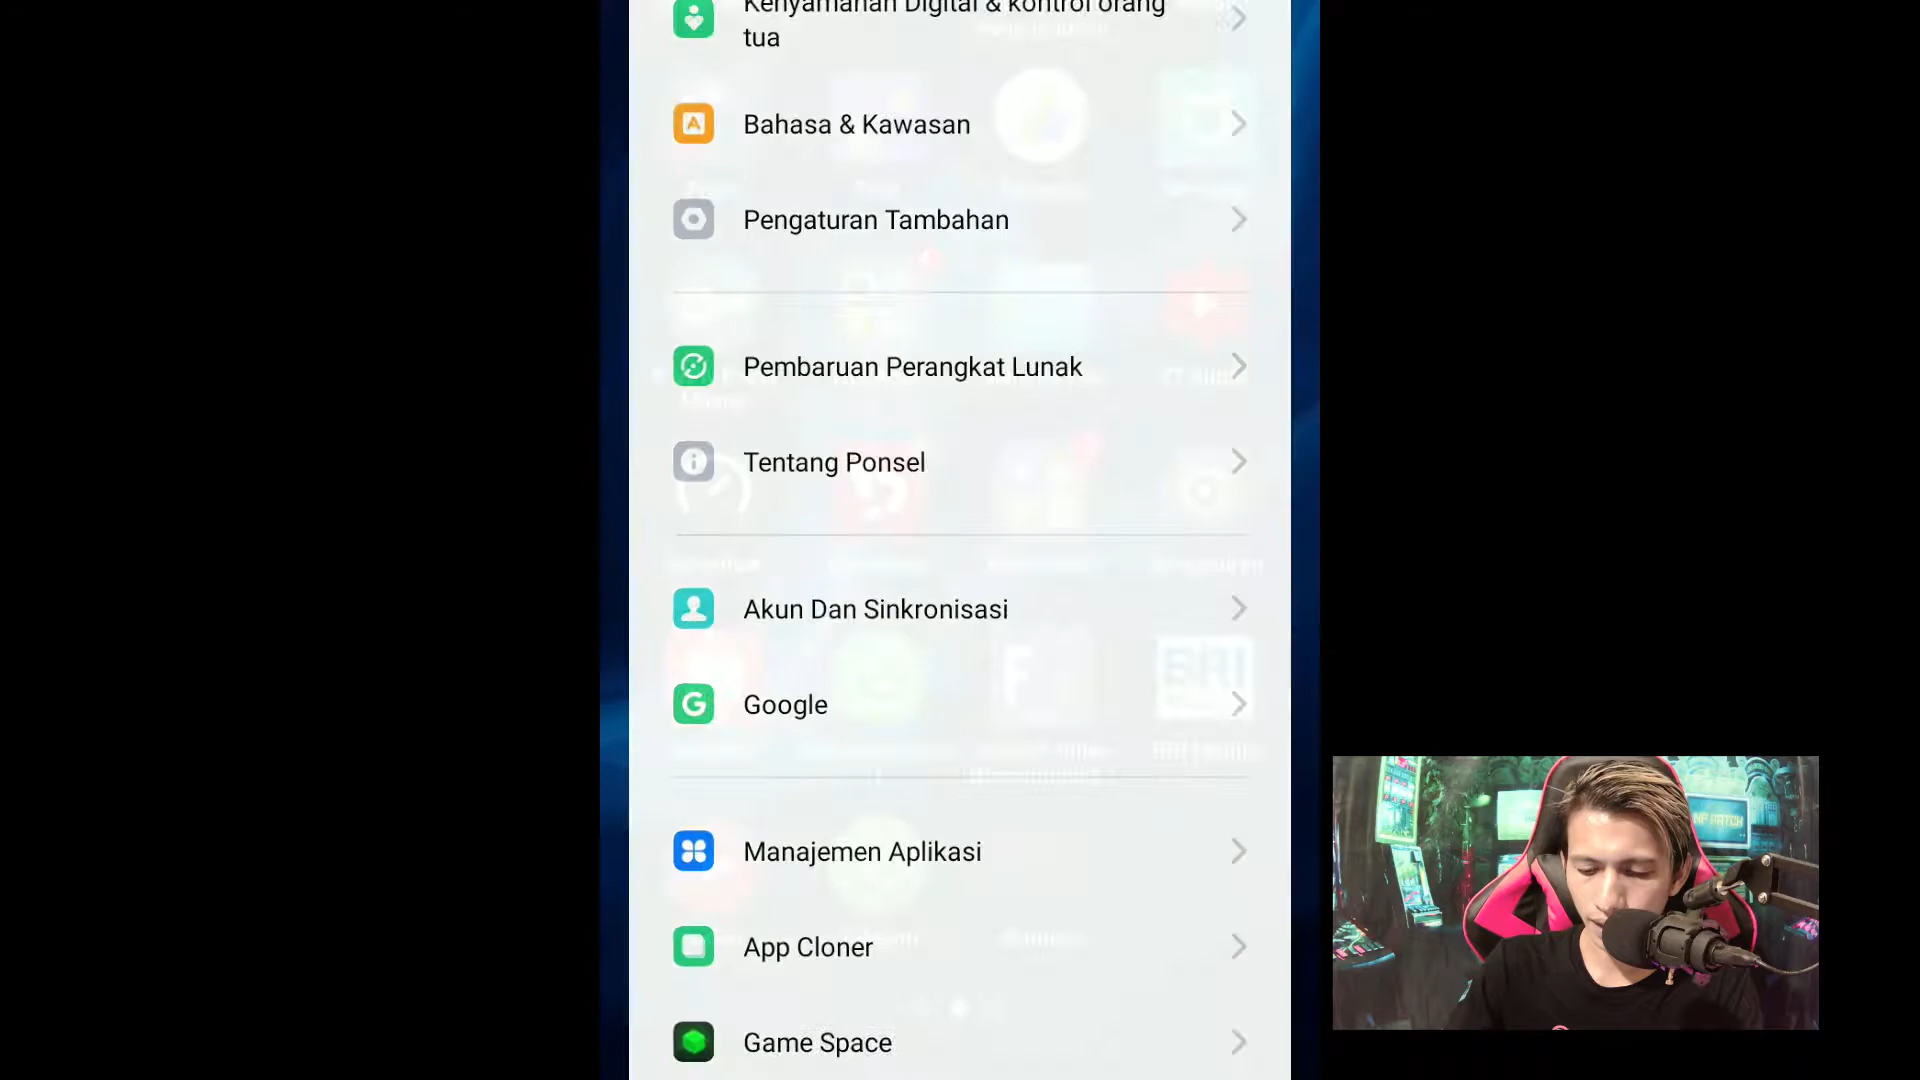 Kenyamanan Digital & kontrol orang
tua
Bahasa & Kawasan
Pengaturan Tambahan
Pembaruan Perangkat Lunak
Tentang Ponsel
Akun Dan Sinkronisasi
Google
Manajemen Aplikasi
App Cloner
Game Space